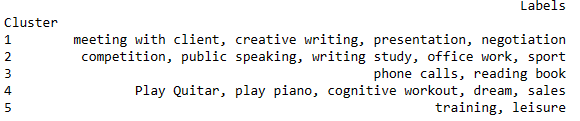 Labels
Cluster
1 meeting with client, creative writing, presentation, negotiation
2 competition, public speaking, writing study, office work, sport
3 phone calls, reading book
4 Play Quitar, play piano, cognitive workout, dream, sales
5 training, leisure